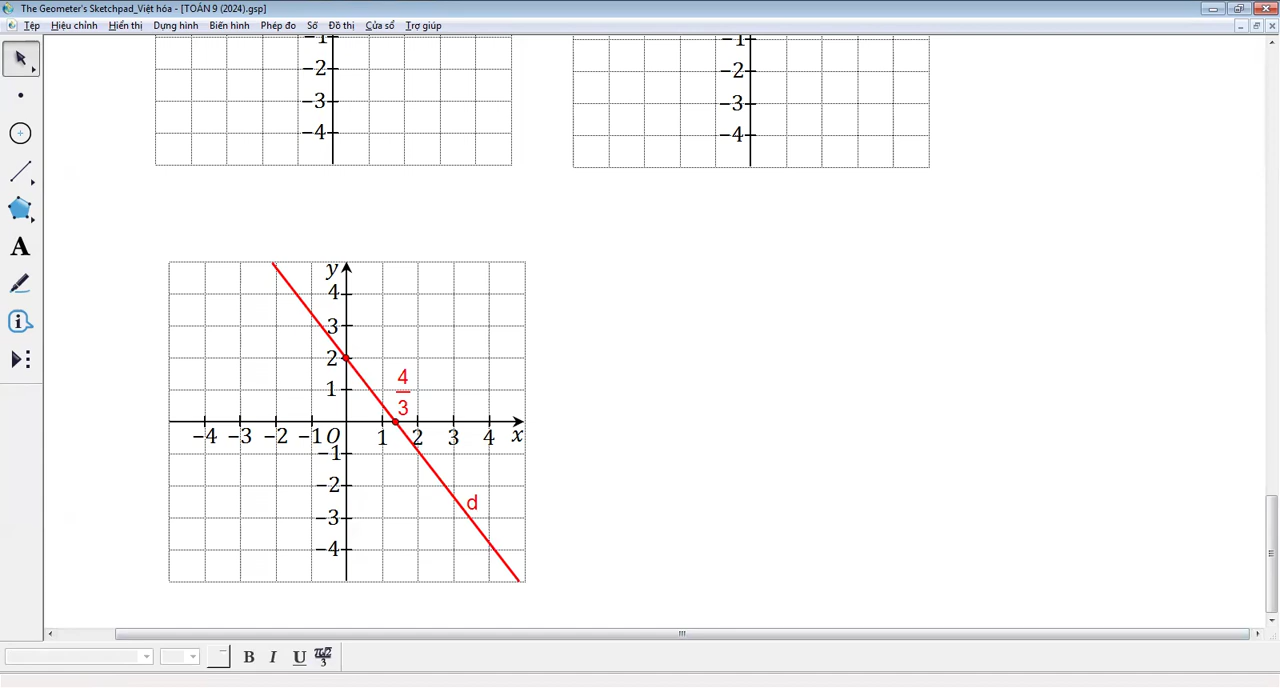 The Geometer's Sketchpad_Việt hóa - [TOÁN 9 (2024).gsp]
Tệp Hiệu chỉnh Hiển thị Dựng hình Biến hình Phép đo Số Đồ thị Cửa sổ Trợ giúp
−1 −1
−2 −2
−3 −3
−4 −4
y
4
3
2
1
4
3
−4 −3 −2 −1 O 1 2 3 4 x
−1
−2
−3
d
−4
B I U